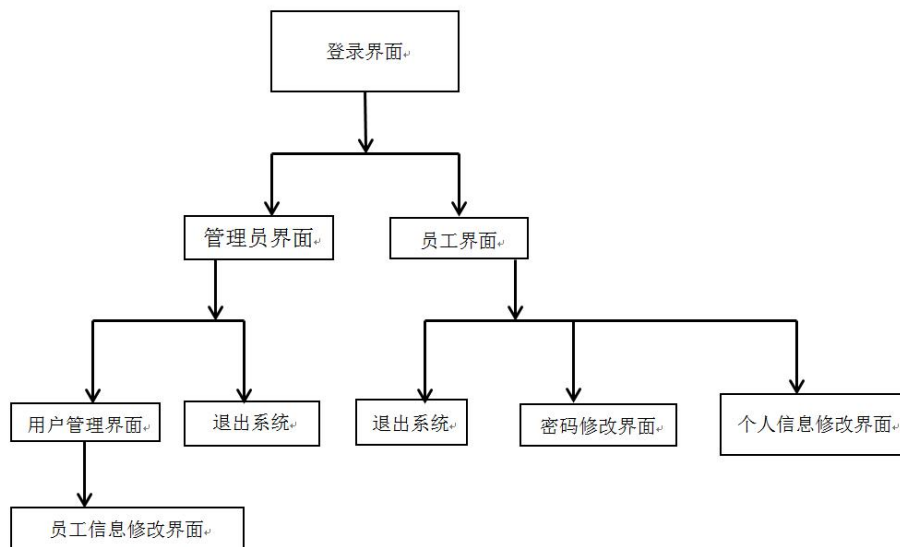 登录界面
管理员界面
员工界面
用户管理界面
退出系统
退出系统
密码修改界面
个人信息修改界面
员工信息修改界面